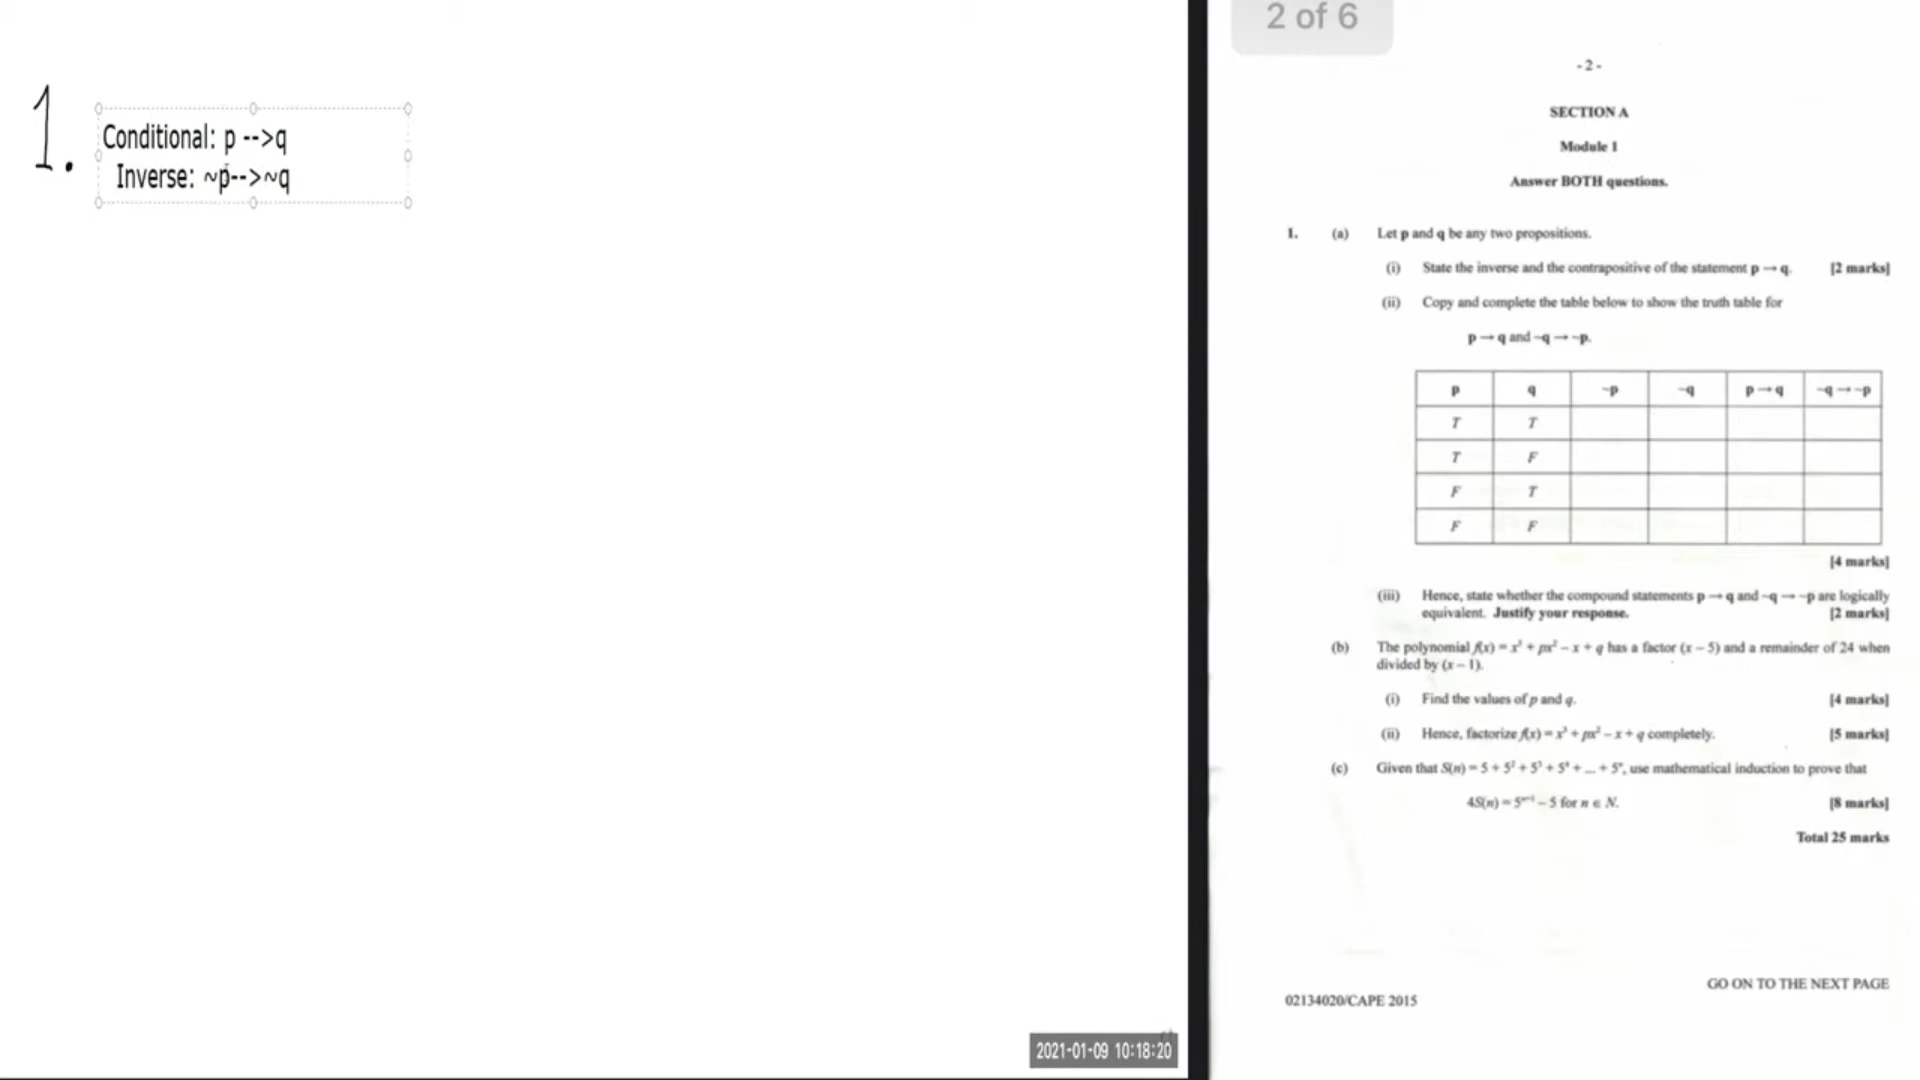 1.
Conditional: p -->q
Inverse: ~p-->~q
2021-01-09 10:18:20
2 of 6
- 2 -
SECTION A
Module 1
Answer BOTH questions.
1. (a) Let p and q be any two propositions.
(i) State the inverse and the contrapositive of the statement p → q. [2 marks]
(ii) Copy and complete the table below to show the truth table for
p → q and ~q → ~p.
p q ~p ~q p → q ~q → ~p
T T
T F
F T
F F
[4 marks]
(iii) Hence, state whether the compound statements p → q and ~q → ~p are logically
equivalent. Justify your response. [2 marks]
(b) The polynomial f(x) = x³ + px² – x + q has a factor (x – 5) and a remainder of 24 when
divided by (x – 1).
(i) Find the values of p and q. [4 marks]
(ii) Hence, factorize f(x) = x³ + px² – x + q completely. [5 marks]
(c) Given that S(n) = 5 + 5² + 5³ + 5⁴ + ... + 5ⁿ, use mathematical induction to prove that
4S(n) = 5ⁿ⁺¹ – 5 for n ∈ N. [8 marks]
Total 25 marks
GO ON TO THE NEXT PAGE
02134020/CAPE 2015